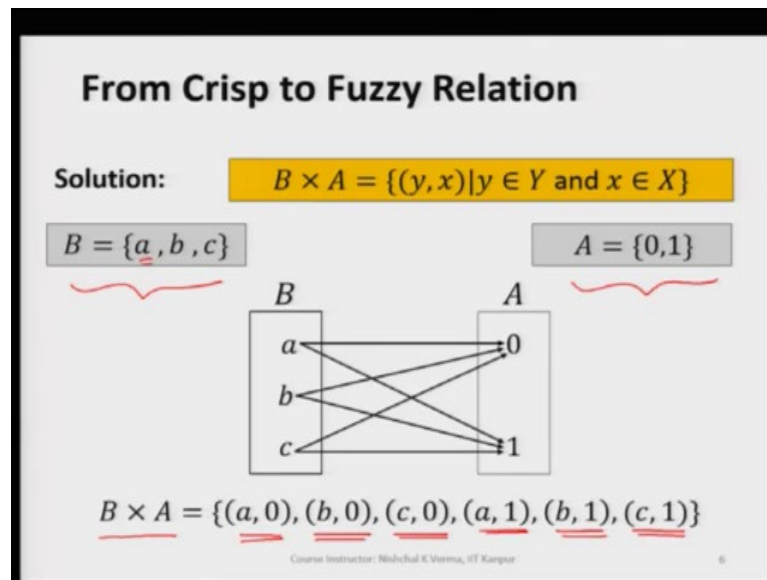 From Crisp to Fuzzy Relation
Solution:
B × A = {(y, x)|y ∈ Y and x ∈ X}
B = {a , b , c}
A = {0,1}
B A
a 0
b
c 1
B × A = {(a, 0), (b, 0), (c, 0), (a, 1), (b, 1), (c, 1)}
Course Instructor: Nishchal K Verma, IIT Kanpur 6